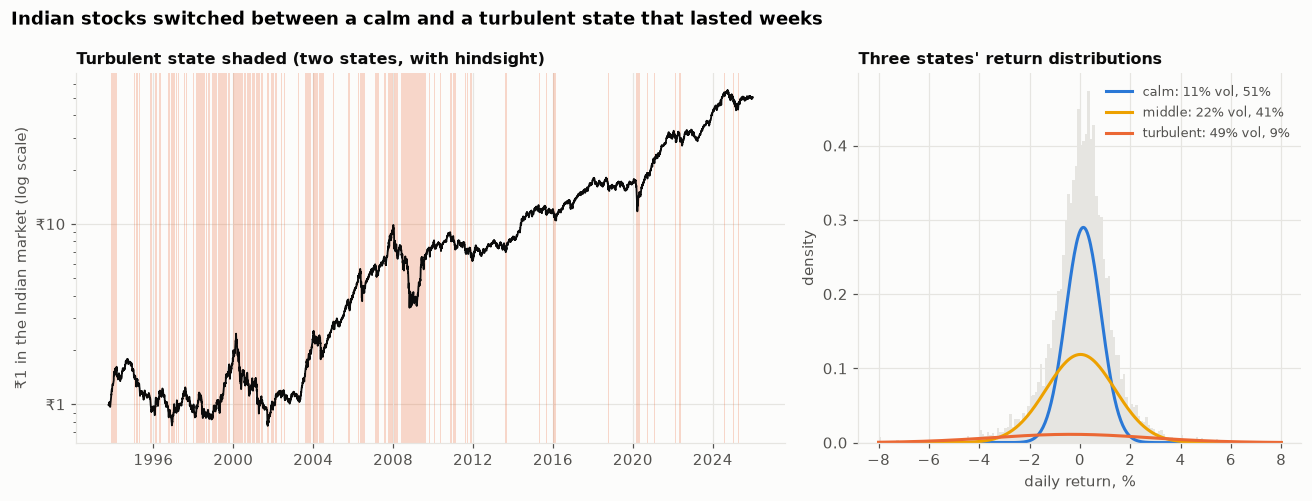 Indian stocks switched between a calm and a turbulent state that lasted weeks
Turbulent state shaded (two states, with hindsight)
₹1 in the Indian market (log scale)
₹10
₹1
1996 2000 2004 2008 2012 2016 2020 2024
Three states' return distributions
calm: 11% vol, 51%
middle: 22% vol, 41%
turbulent: 49% vol, 9%
density
0.4
0.3
0.2
0.1
0.0
−8 −6 −4 −2 0 2 4 6 8
daily return, %